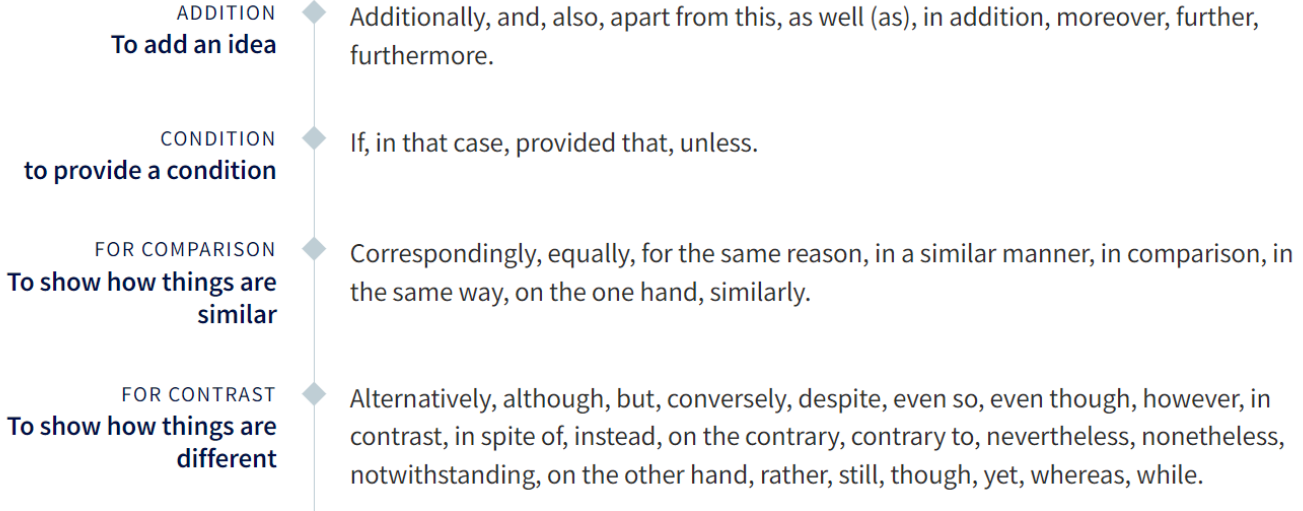 ADDITION
To add an idea
Additionally, and, also, apart from this, as well (as), in addition, moreover, further,
furthermore.
CONDITION
to provide a condition
If, in that case, provided that, unless.
FOR COMPARISON
To show how things are
similar
Correspondingly, equally, for the same reason, in a similar manner, in comparison, in
the same way, on the one hand, similarly.
FOR CONTRAST
To show how things are
different
Alternatively, although, but, conversely, despite, even so, even though, however, in
contrast, in spite of, instead, on the contrary, contrary to, nevertheless, nonetheless,
notwithstanding, on the other hand, rather, still, though, yet, whereas, while.